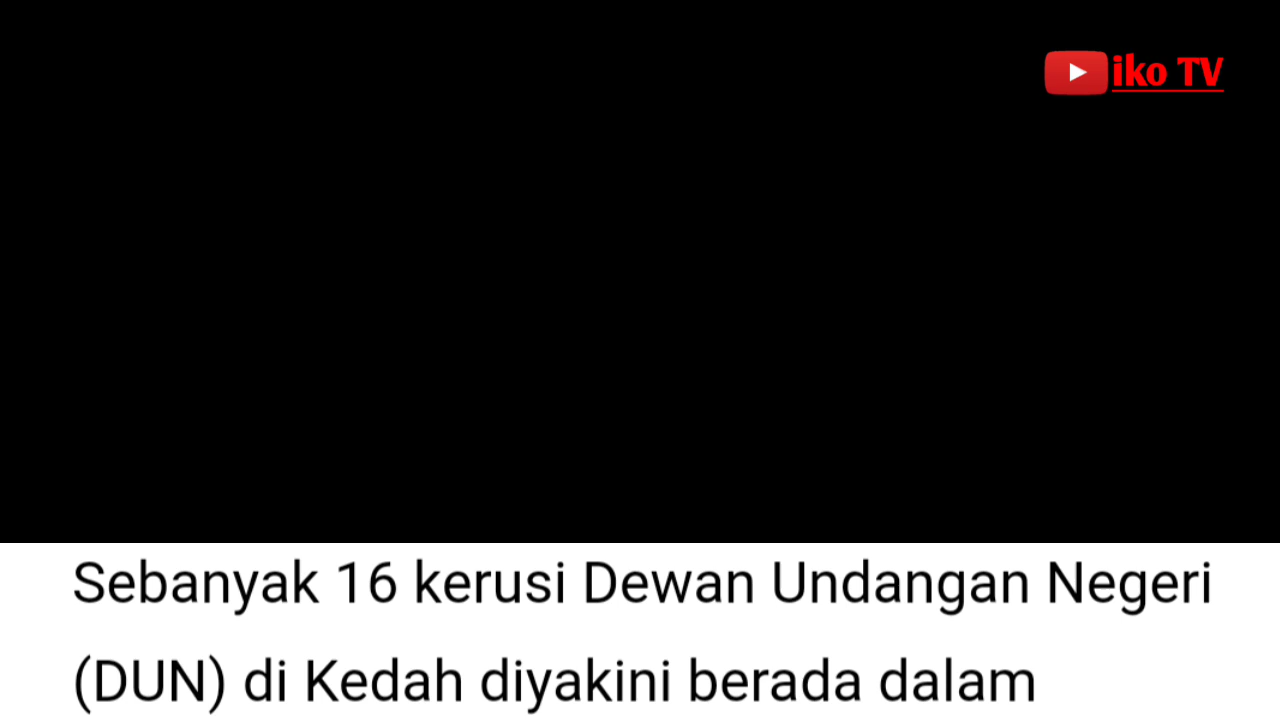 iko TV
Sebanyak 16 kerusi Dewan Undangan Negeri
(DUN) di Kedah diyakini berada dalam